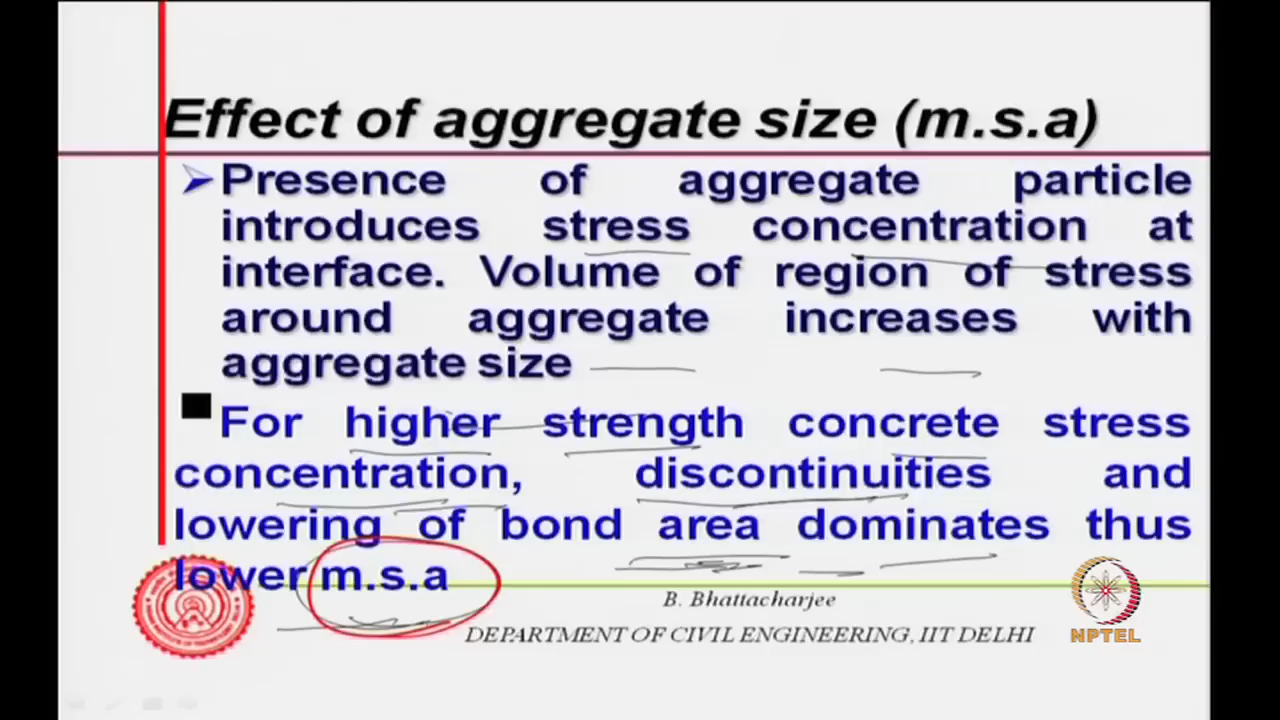 Effect of aggregate size (m.s.a)
Presence of aggregate particle
introduces stress concentration at
interface. Volume of region of stress
around aggregate increases with
aggregate size
For higher strength concrete stress
concentration, discontinuities and
lowering of bond area dominates thus
lower m.s.a
B. Bhattacharjee
DEPARTMENT OF CIVIL ENGINEERING, IIT DELHI
NPTEL